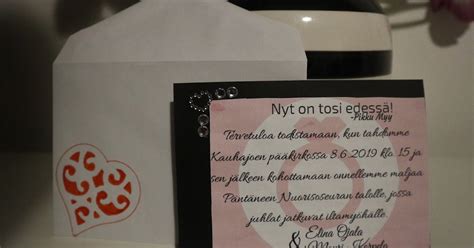 Nyt on tosi edessä!
-Pikku Myy
Tervetuloa todistamaan, kun tahdomme
Kauhajoen pääkirkossa 8.6.2019 klo. 15 ja
sen jälkeen kohottamaan onnellemme maljaa
Päntäneen Nuorisoseuran talolle, jossa
juhlat jatkuvat iltamyöhälle.
Elina Ojala
&